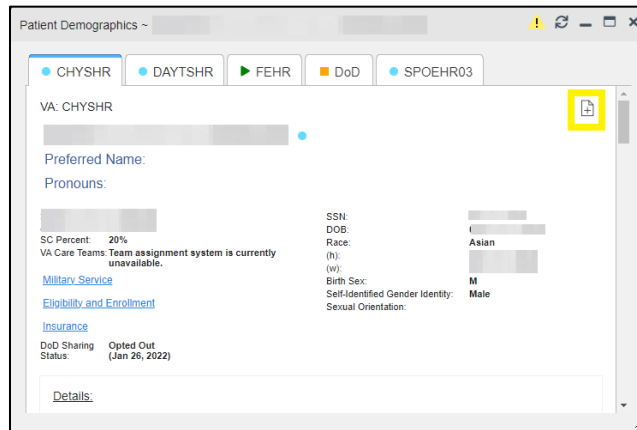 Patient Demographics ~
CHYSHR DAYTSHR FEHR DoD SPOEHR03
VA: CHYSHR
Preferred Name:
Pronouns:
SC Percent: 20%
VA Care Teams: Team assignment system is currently
unavailable.
Military Service
Eligibility and Enrollment
Insurance
DoD Sharing Opted Out
Status: (Jan 26, 2022)
SSN:
DOB:
Race: Asian
(h):
(w):
Birth Sex: M
Self-Identified Gender Identity: Male
Sexual Orientation:
Details: